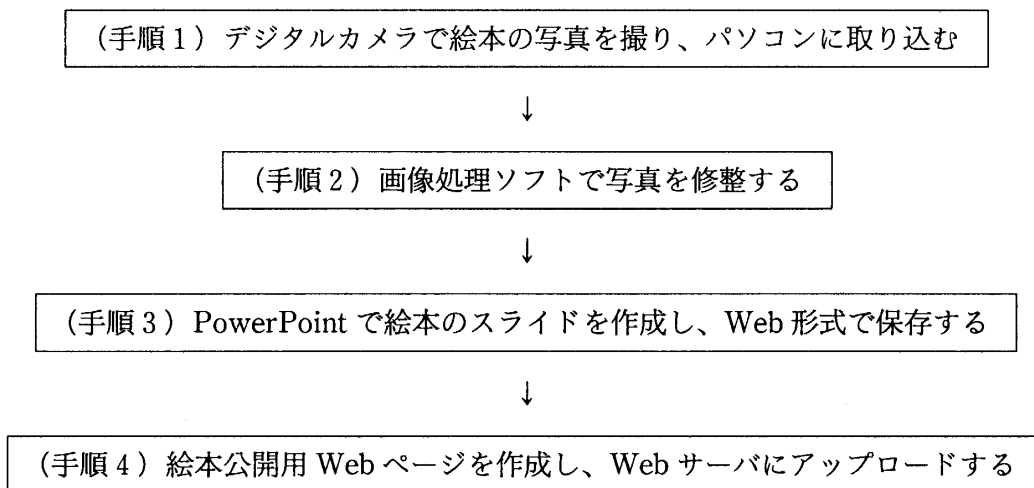 (手順1) デジタルカメラで絵本の写真を撮り、パソコンに取り込む
↓
(手順2) 画像処理ソフトで写真を修整する
↓
(手順3) PowerPoint で絵本のスライドを作成し、Web 形式で保存する
↓
(手順4) 絵本公開用 Web ページを作成し、Web サーバにアップロードする